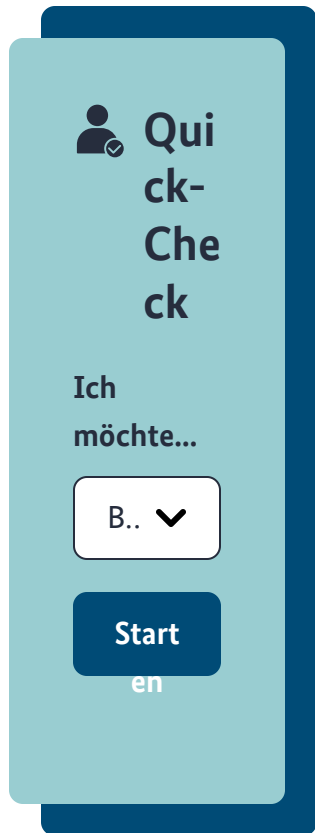 Qui
ck-
Che
ck
Ich
möchte...
B..
Start
en